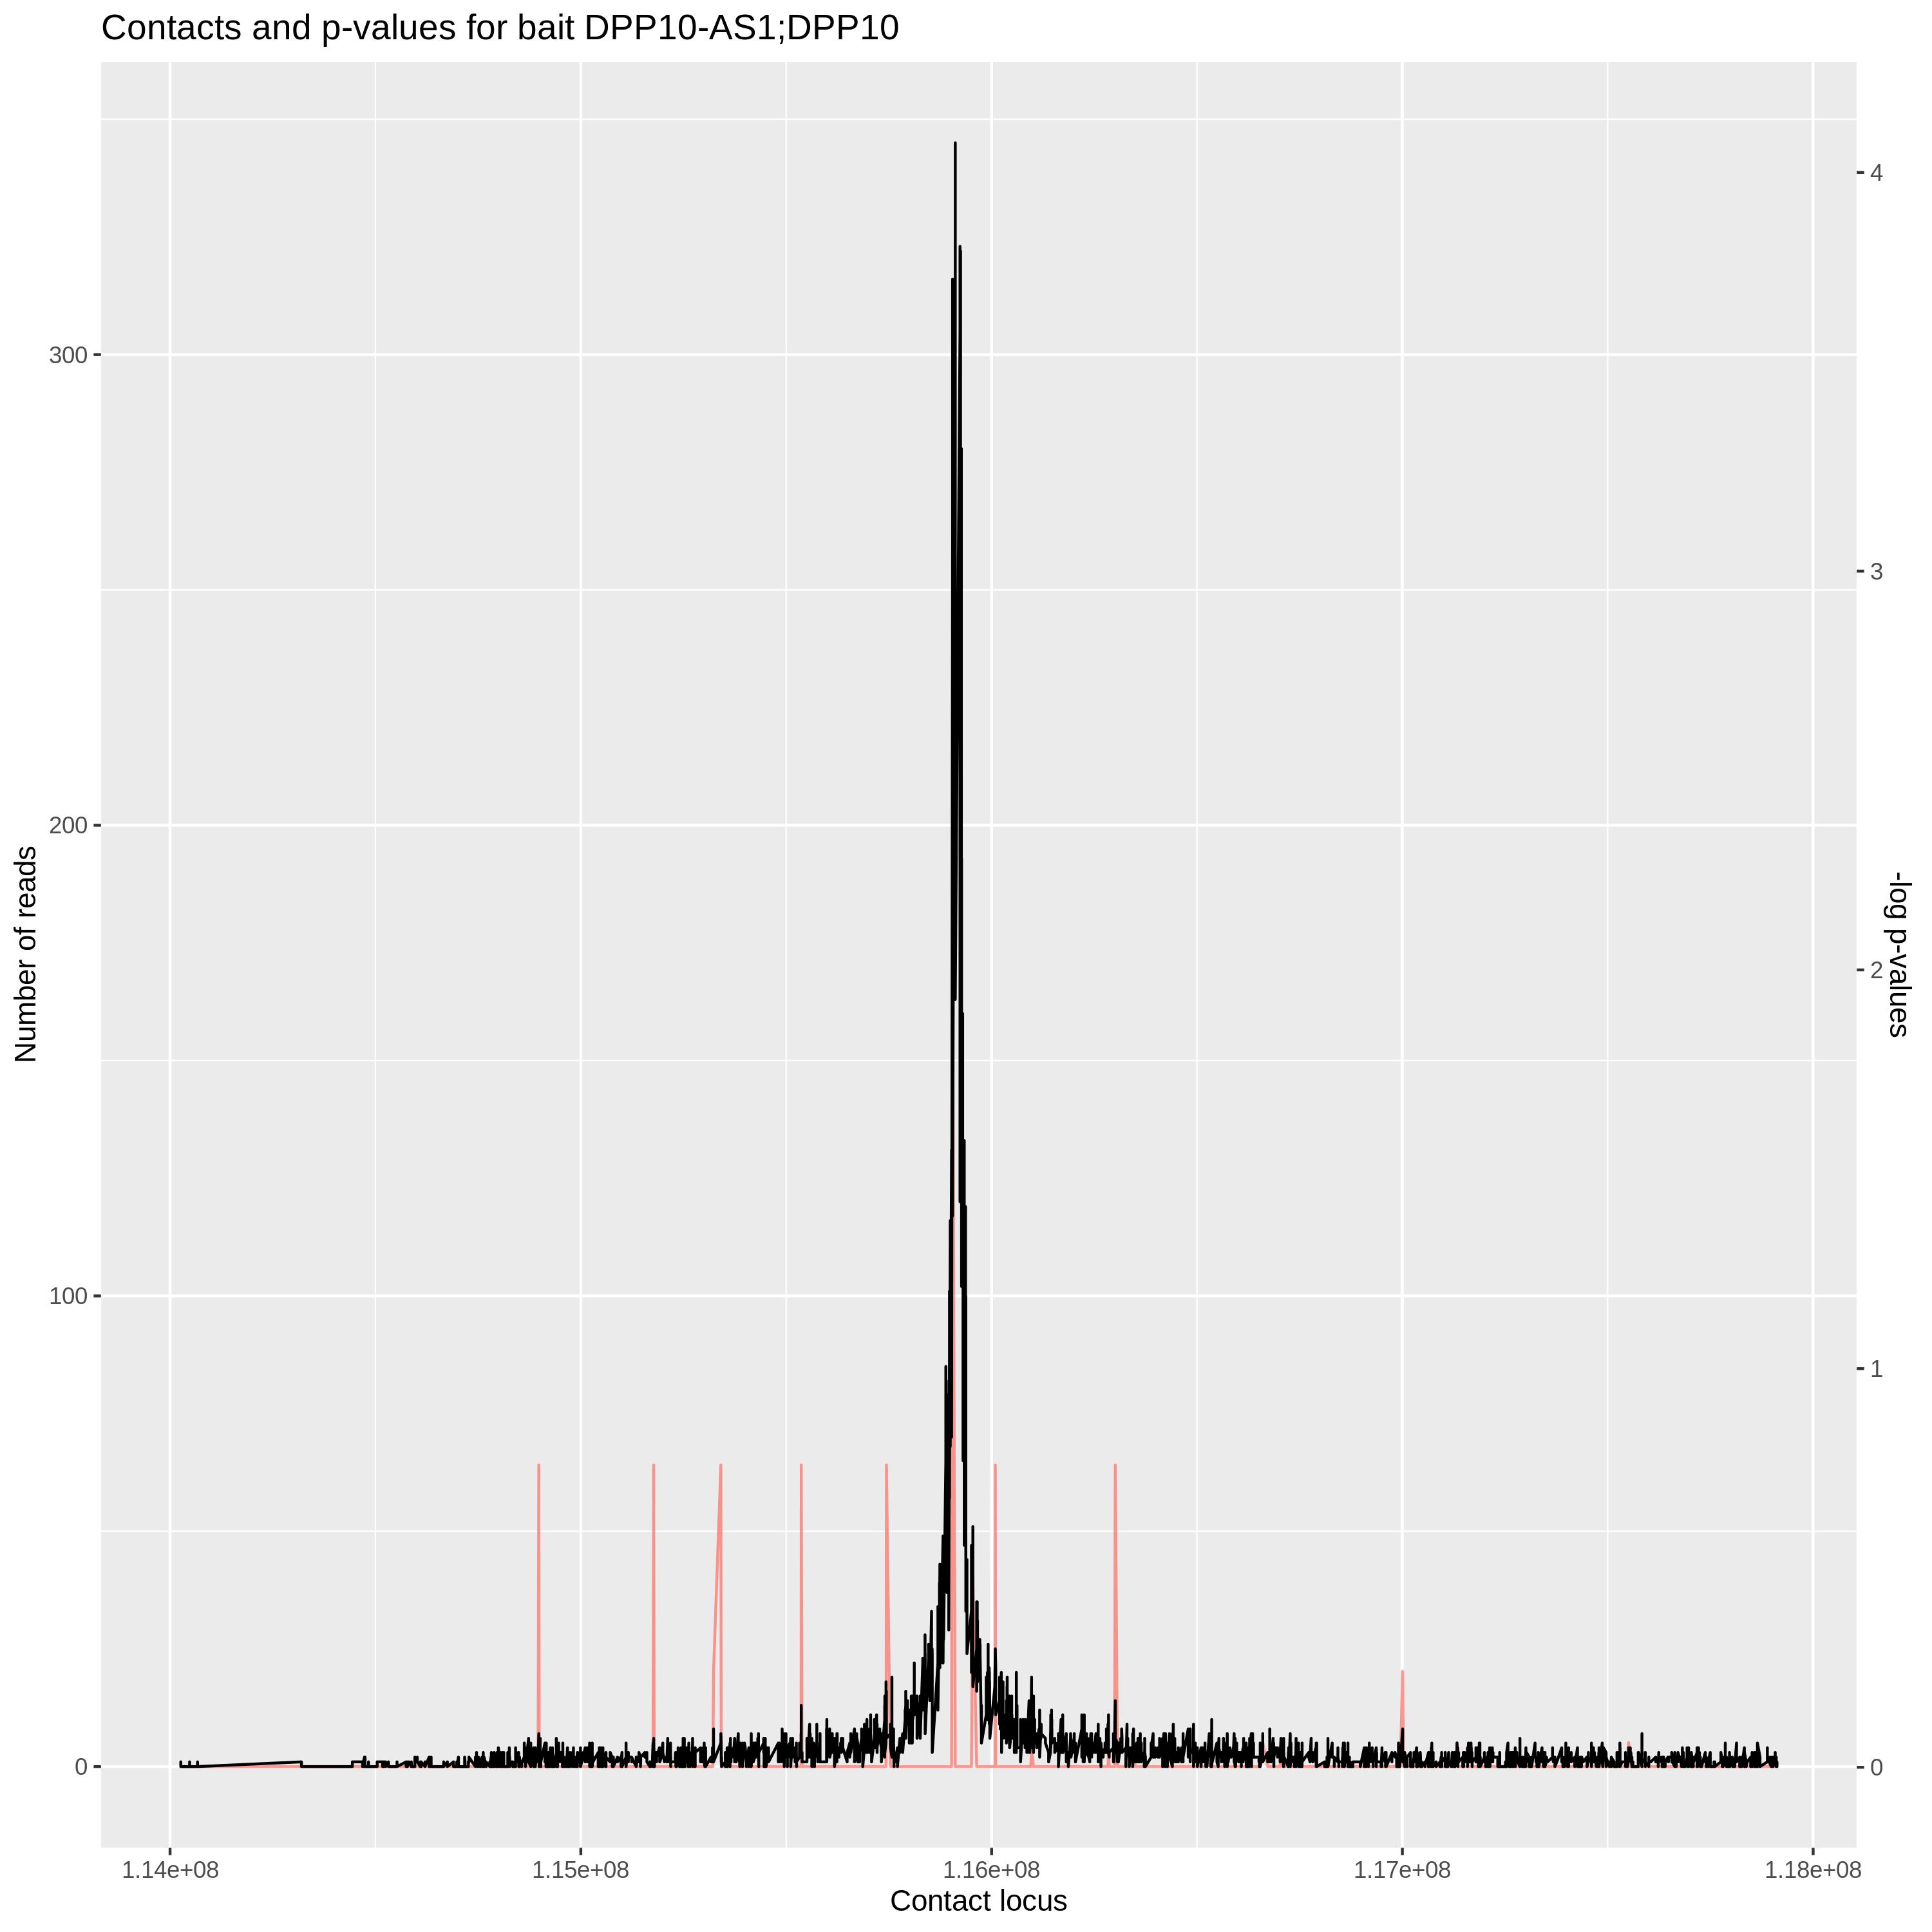 Contacts and p-values for bait DPP10-AS1;DPP10
Number of reads
300
200
100
0
4
3
2
1
0
-log p-values
1.14e+08
1.15e+08
1.16e+08
1.17e+08
1.18e+08
Contact locus